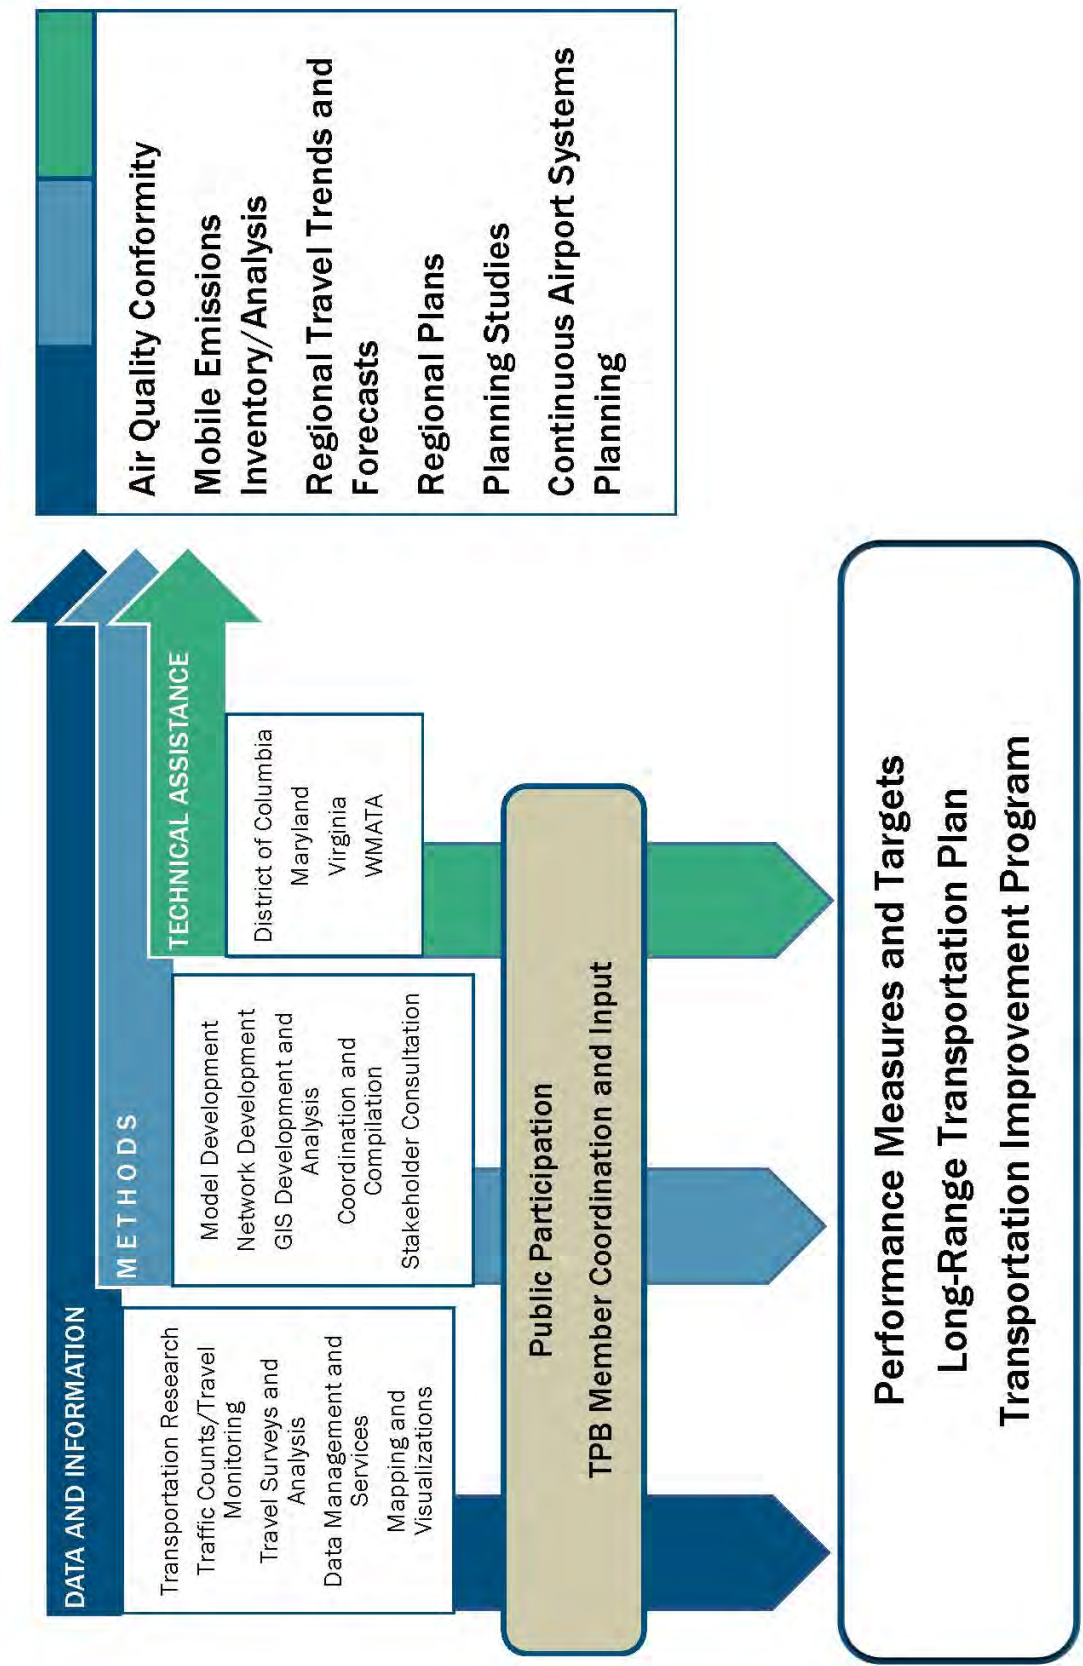 DATA AND INFORMATION
Transportation Research
Traffic Counts/Travel
Monitoring
Travel Surveys and
Analysis
Data Management and
Services
Mapping and
Visualizations
METHODS
Model Development
Network Development
GIS Development and
Analysis
Coordination and
Compilation
Stakeholder Consultation
TECHNICAL ASSISTANCE
District of Columbia
Maryland
Virginia
WMATA
Air Quality Conformity
Mobile Emissions
Inventory/Analysis
Regional Travel Trends and
Forecasts
Regional Plans
Planning Studies
Continuous Airport Systems
Planning
Public Participation
TPB Member Coordination and Input
Performance Measures and Targets
Long-Range Transportation Plan
Transportation Improvement Program